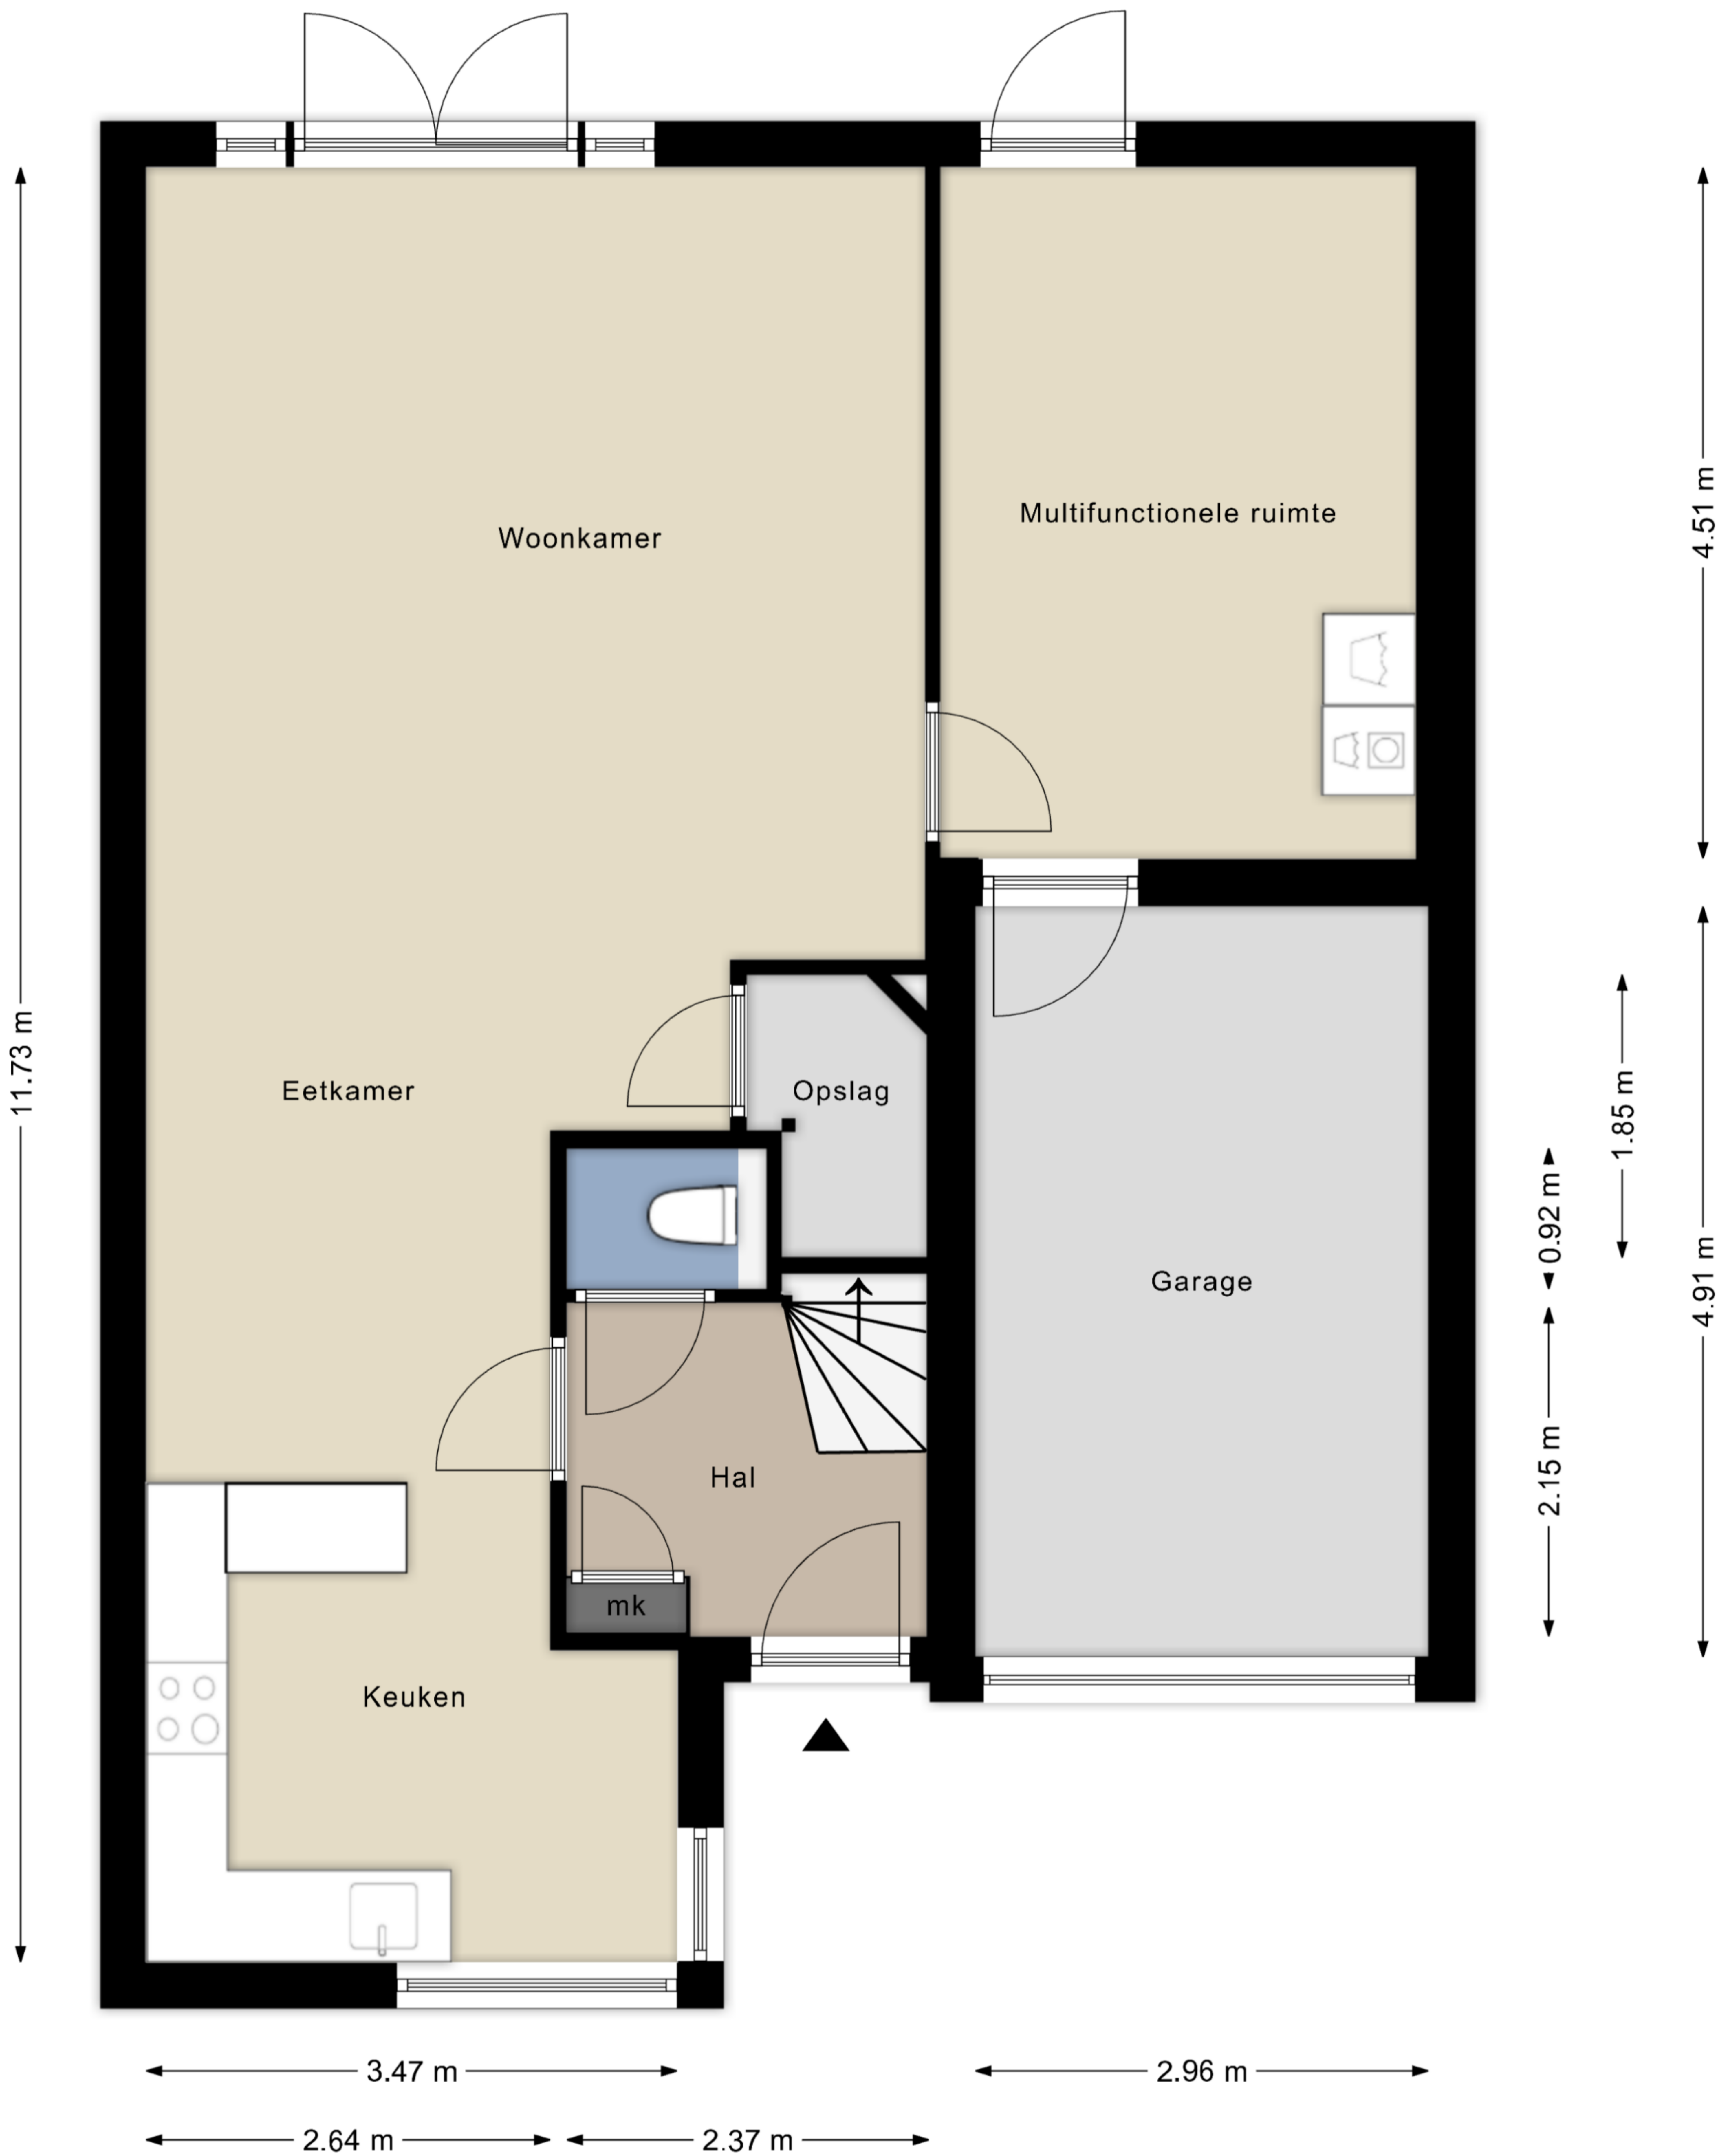 Woonkamer
Multifunctionele ruimte
4.51 m
11.73 m
Eetkamer
Opslag
1.85 m
0.92 m
Garage
4.91 m
Hal
2.15 m
mk
Keuken
3.47 m
2.96 m
2.64 m
2.37 m